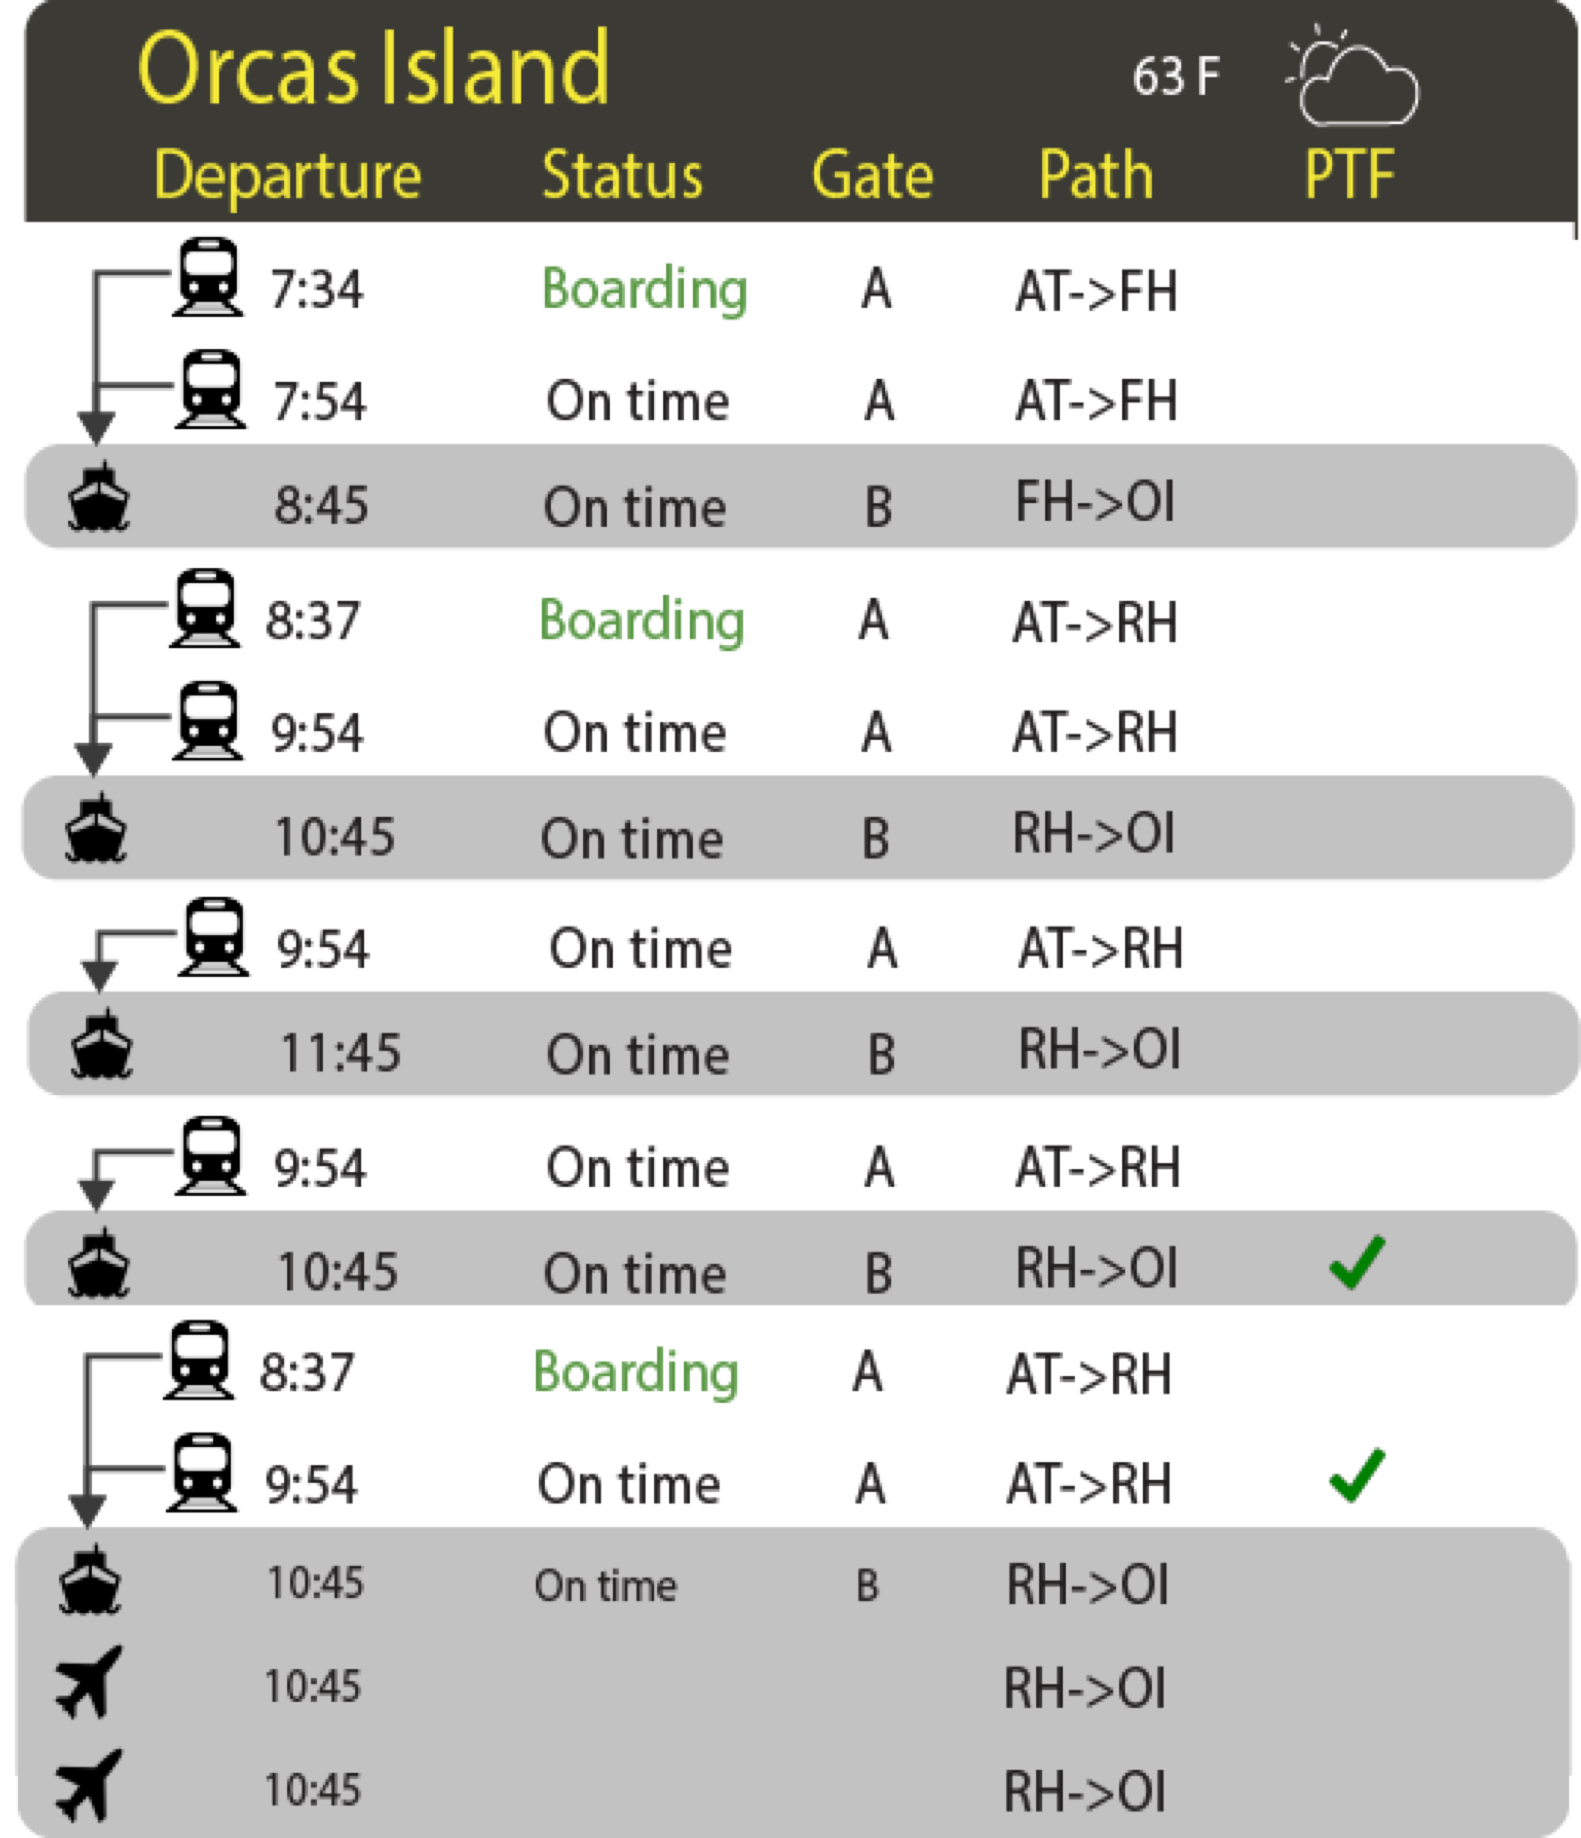 Orcas Island 63 F
Departure Status Gate Path PTF
7:34 Boarding A AT->FH
7:54 On time A AT->FH
8:45 On time B FH->OI
8:37 Boarding A AT->RH
9:54 On time A AT->RH
10:45 On time B RH->OI
9:54 On time A AT->RH
11:45 On time B RH->OI
9:54 On time A AT->RH
10:45 On time B RH->OI
8:37 Boarding A AT->RH
9:54 On time A AT->RH
10:45 On time B RH->OI
10:45 RH->OI
10:45 RH->OI